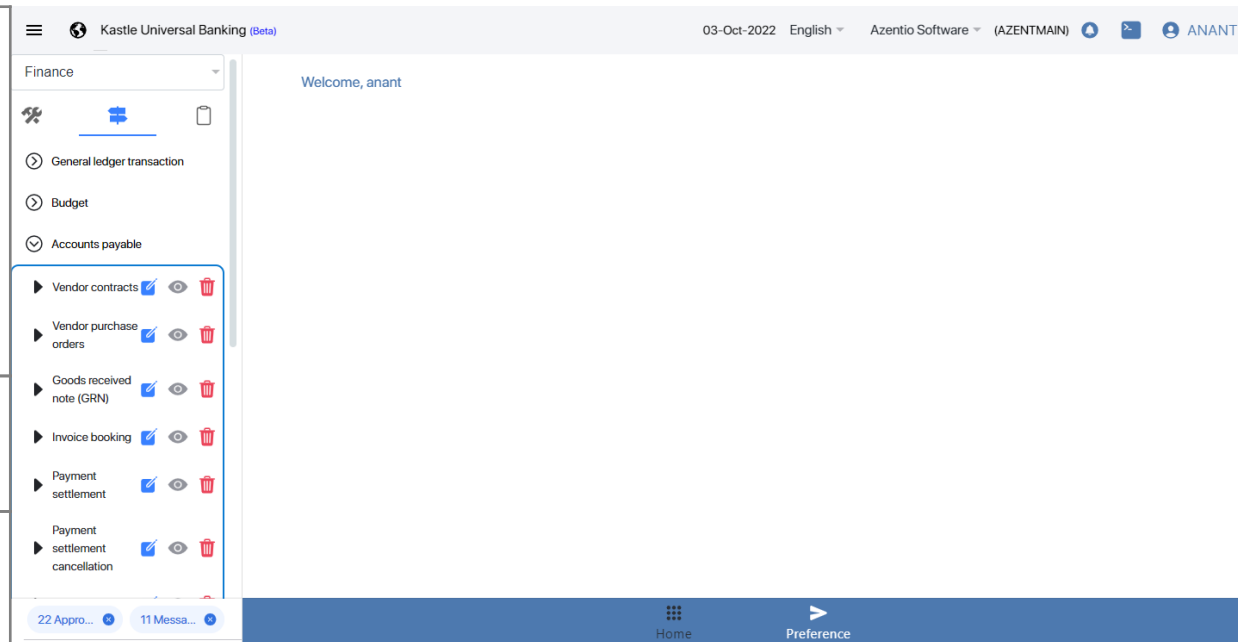 Kastle Universal Banking (Beta)
03-Oct-2022 English Azentio Software (AZENTMAIN) ANANT
Finance
Welcome, anant
General ledger transaction
Budget
Accounts payable
Vendor contracts
Vendor purchase
orders
Goods received
note (GRN)
Invoice booking
Payment
settlement
Payment
settlement
cancellation
22 Appro... 11 Messa...
Home Preference